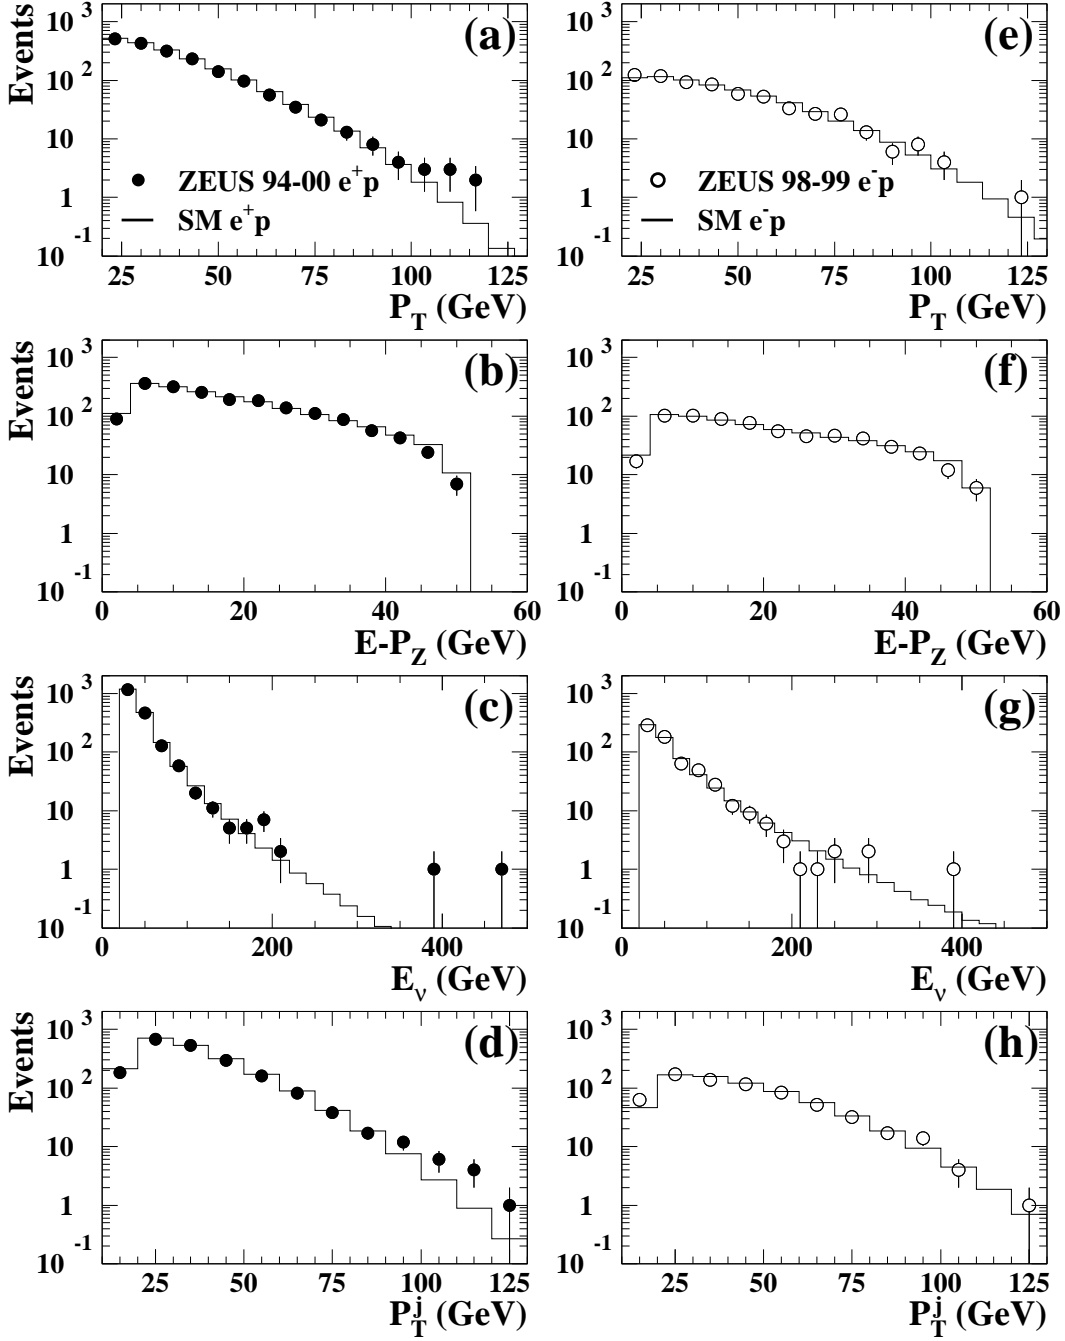 Events
10³
10²
10
1
10⁻¹
(a)
● ZEUS 94-00 e⁺p
— SM e⁺p
25 50 75 100 125
P_T (GeV)
10³
10²
10
1
10⁻¹
(e)
○ ZEUS 98-99 e⁻p
— SM e⁻p
25 50 75 100 125
P_T (GeV)
Events
10³
10²
10
1
10⁻¹
(b)
0 20 40 60
E-P_Z (GeV)
10³
10²
10
1
10⁻¹
(f)
0 20 40 60
E-P_Z (GeV)
Events
10³
10²
10
1
10⁻¹
(c)
0 200 400
E_ν (GeV)
10³
10²
10
1
10⁻¹
(g)
0 200 400
E_ν (GeV)
Events
10³
10²
10
1
10⁻¹
(d)
25 50 75 100 125
P_T^j (GeV)
10³
10²
10
1
10⁻¹
(h)
25 50 75 100 125
P_T^j (GeV)